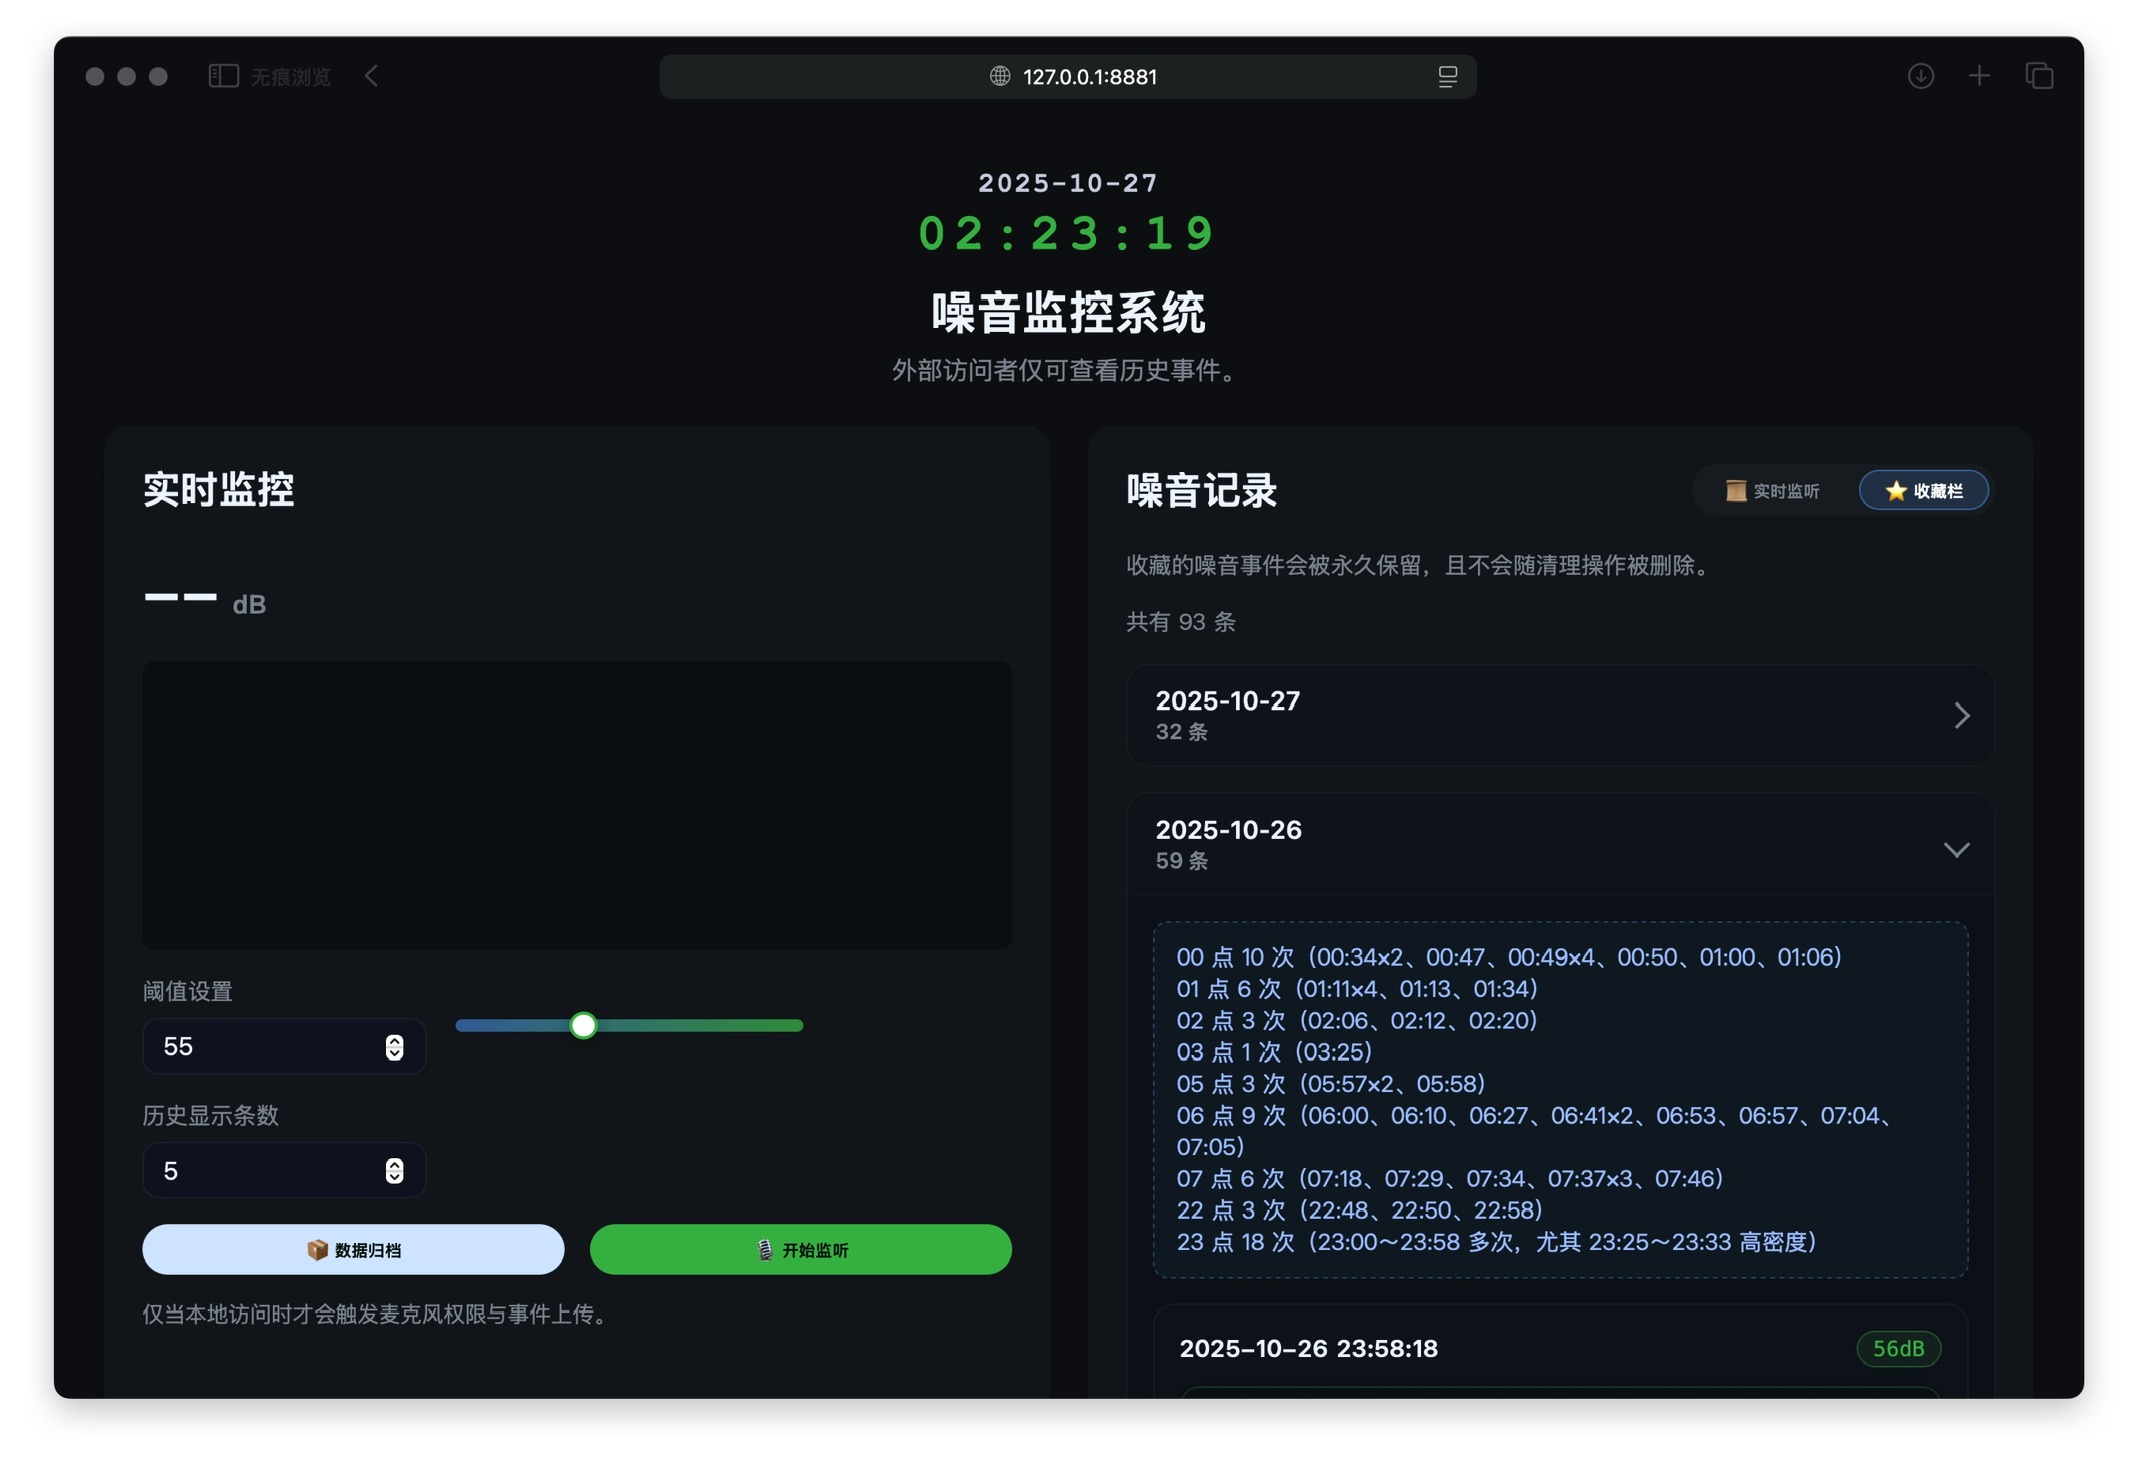 无痕浏览
127.0.0.1:8881
2025-10-27
02:23:19
噪音监控系统
外部访问者仅可查看历史事件。
实时监控
-- dB
阈值设置
55
历史显示条数
5
📦 数据归档
🎙️ 开始监听
仅当本地访问时才会触发麦克风权限与事件上传。
噪音记录
📜 实时监听
⭐ 收藏栏
收藏的噪音事件会被永久保留，且不会随清理操作被删除。
共有 93 条
2025-10-27
32 条
2025-10-26
59 条
00 点 10 次（00:34×2、00:47、00:49×4、00:50、01:00、01:06）
01 点 6 次（01:11×4、01:13、01:34）
02 点 3 次（02:06、02:12、02:20）
03 点 1 次（03:25）
05 点 3 次（05:57×2、05:58）
06 点 9 次（06:00、06:10、06:27、06:41×2、06:53、06:57、07:04、
07:05）
07 点 6 次（07:18、07:29、07:34、07:37×3、07:46）
22 点 3 次（22:48、22:50、22:58）
23 点 18 次（23:00～23:58 多次，尤其 23:25～23:33 高密度）
2025-10-26 23:58:18
56dB